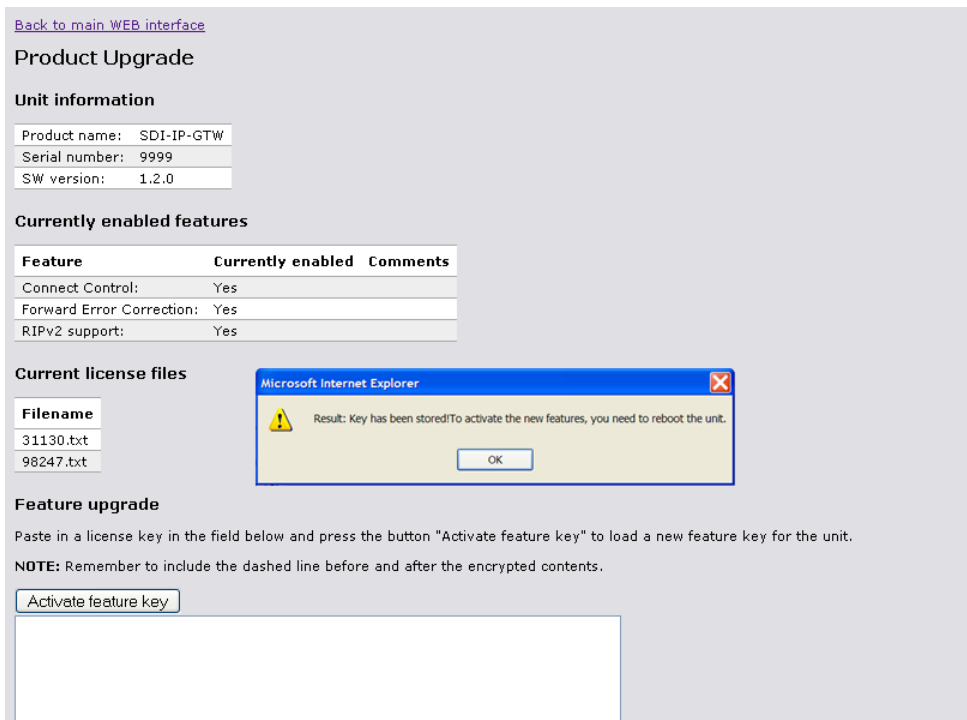 Back to main WEB interface
Product Upgrade
Unit information
Product name: SDI-IP-GTW
Serial number: 9999
SW version: 1.2.0
Currently enabled features
Feature Currently enabled Comments
Connect Control: Yes
Forward Error Correction: Yes
RIPv2 support: Yes
Current license files
Filename
31130.txt
98247.txt
Microsoft Internet Explorer
Result: Key has been stored!To activate the new features, you need to reboot the unit.
OK
Feature upgrade
Paste in a license key in the field below and press the button "Activate feature key" to load a new feature key for the unit.
NOTE: Remember to include the dashed line before and after the encrypted contents.
Activate feature key